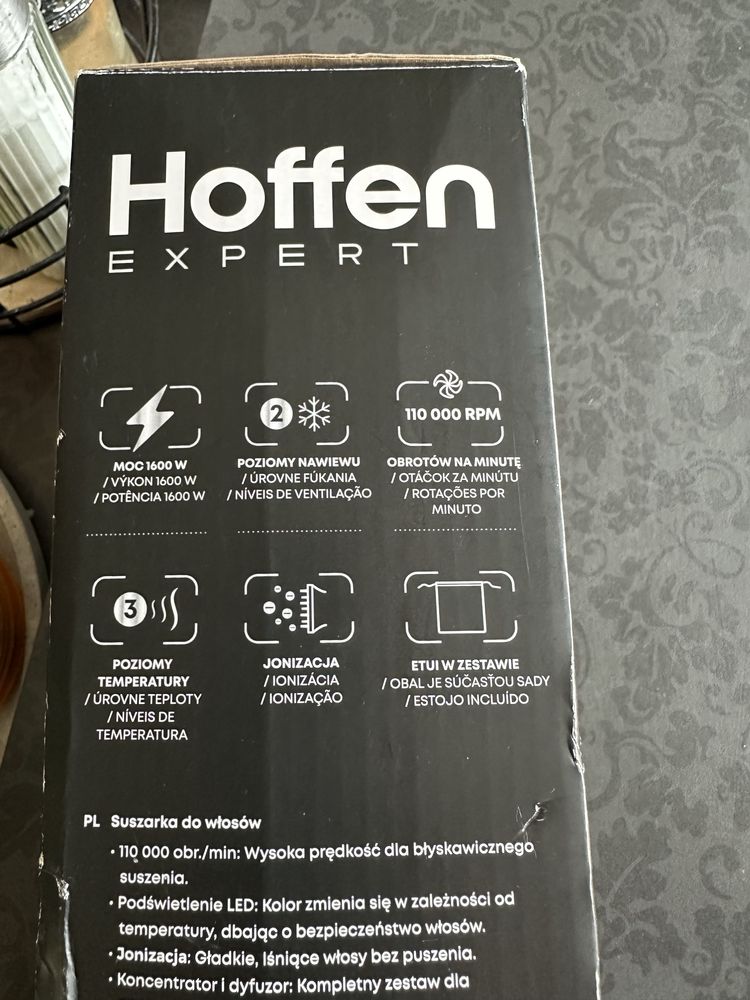 Hoffen
EXPERT
MOC 1600 W
/ VÝKON 1600 W
/ POTÊNCIA 1600 W
2
POZIOMY NAWIEWU
/ ÚROVNE FÚKANIA
/ NÍVEIS DE VENTILAÇÃO
110 000 RPM
OBROTÓW NA MINUTĘ
/ OTÁČOK ZA MINÚTU
/ ROTAÇÕES POR
MINUTO
3
POZIOMY
TEMPERATURY
/ ÚROVNE TEPLOTY
/ NÍVEIS DE
TEMPERATURA
JONIZACJA
/ IONIZÁCIA
/ IONIZAÇÃO
ETUI W ZESTAWIE
/ OBAL JE SÚČASŤOU SADY
/ ESTOJO INCLUÍDO
PL Suszarka do włosów
• 110 000 obr./min: Wysoka prędkość dla błyskawicznego
suszenia.
• Podświetlenie LED: Kolor zmienia się w zależności od
temperatury, dbając o bezpieczeństwo włosów.
• Jonizacja: Gładkie, lśniące włosy bez puszenia.
• Koncentrator i dyfuzor: Kompletny zestaw dla